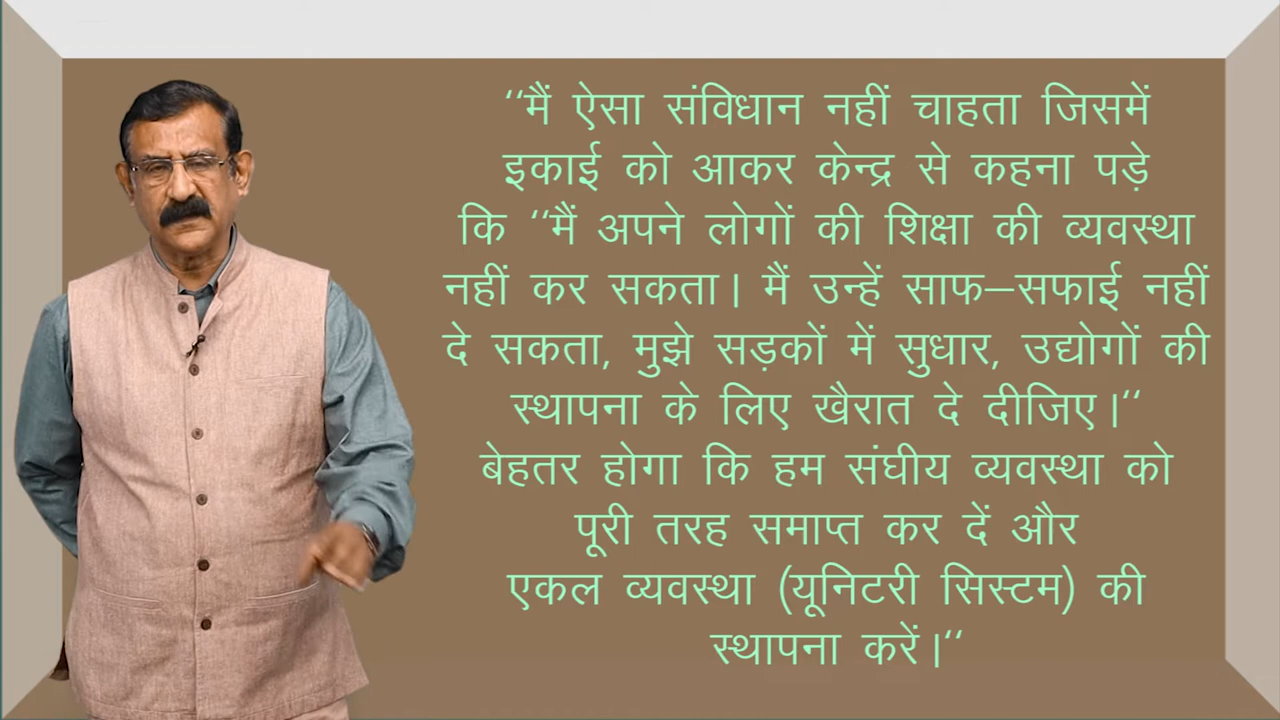 ‘‘मैं ऐसा संविधान नहीं चाहता जिसमें
इकाई को आकर केन्द्र से कहना पड़े
कि ‘‘मैं अपने लोगों की शिक्षा की व्यवस्था
नहीं कर सकता। मैं उन्हें साफ–सफाई नहीं
दे सकता, मुझे सड़कों में सुधार, उद्योगों की
स्थापना के लिए खैरात दे दीजिए।‘‘
बेहतर होगा कि हम संघीय व्यवस्था को
पूरी तरह समाप्त कर दें और
एकल व्यवस्था (यूनिटरी सिस्टम) की
स्थापना करें।‘‘